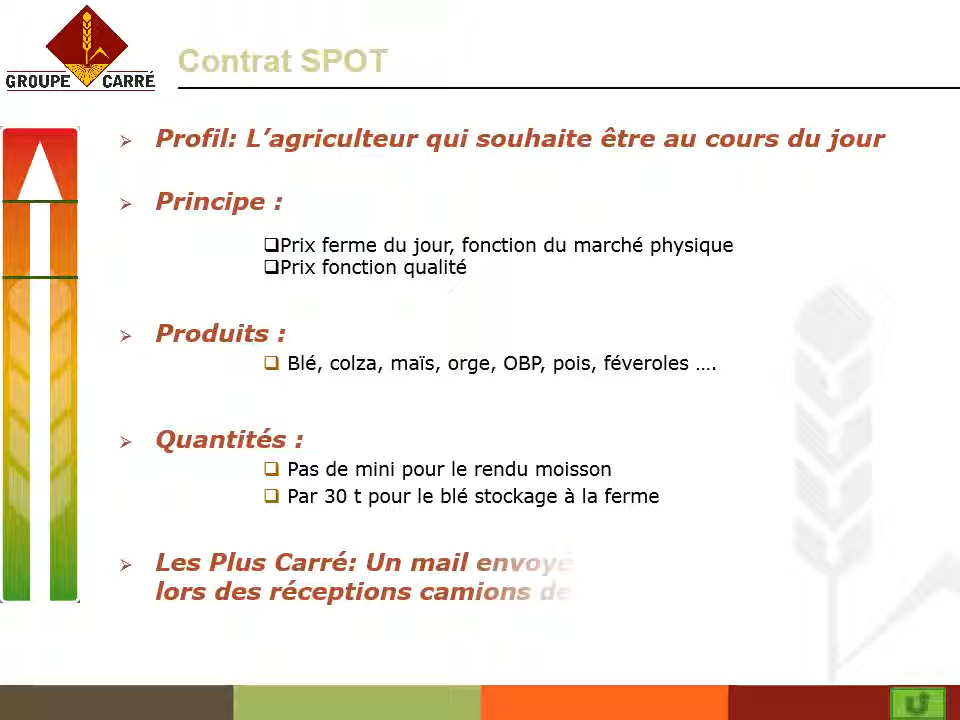 GROUPE CARRÉ
Contrat SPOT
Profil: L’agriculteur qui souhaite être au cours du jour
Principe :
Prix ferme du jour, fonction du marché physique
Prix fonction qualité
Produits :
Blé, colza, maïs, orge, OBP, pois, féveroles ….
Quantités :
Pas de mini pour le rendu moisson
Par 30 t pour le blé stockage à la ferme
Les Plus Carré: Un mail envoyé
lors des réceptions camions de